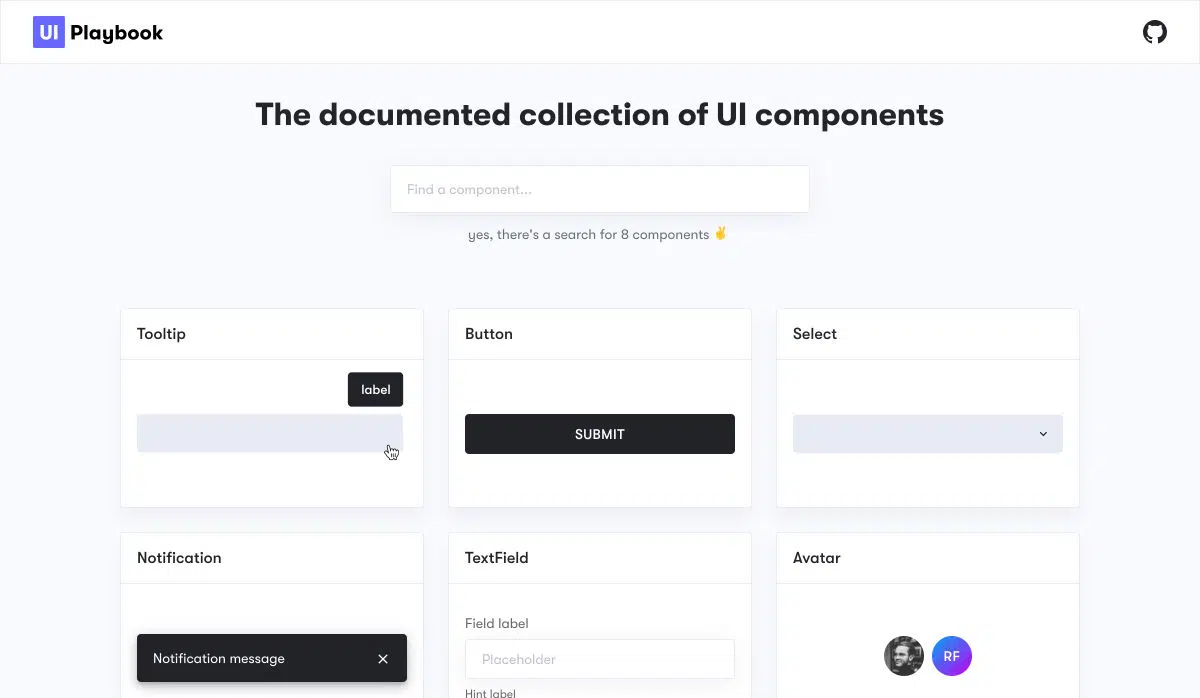 UI Playbook
The documented collection of UI components
Find a component...
yes, there's a search for 8 components ✌
Tooltip
Button
Select
label
SUBMIT
Notification
TextField
Avatar
Field label
Notification message
Placeholder
RF
Hint label